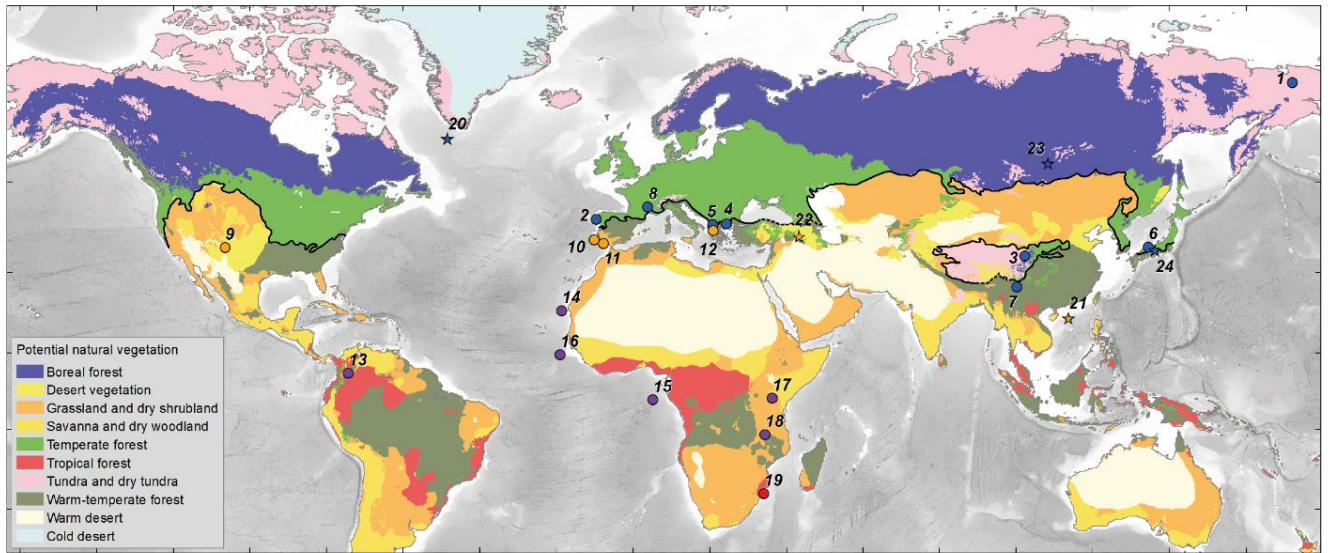 1
20
23
8
2
5 4
22
6
9
12
10
11
3
24
7
21
14
16
13
15
17
18
19
Potential natural vegetation
Boreal forest
Desert vegetation
Grassland and dry shrubland
Savanna and dry woodland
Temperate forest
Tropical forest
Tundra and dry tundra
Warm-temperate forest
Warm desert
Cold desert